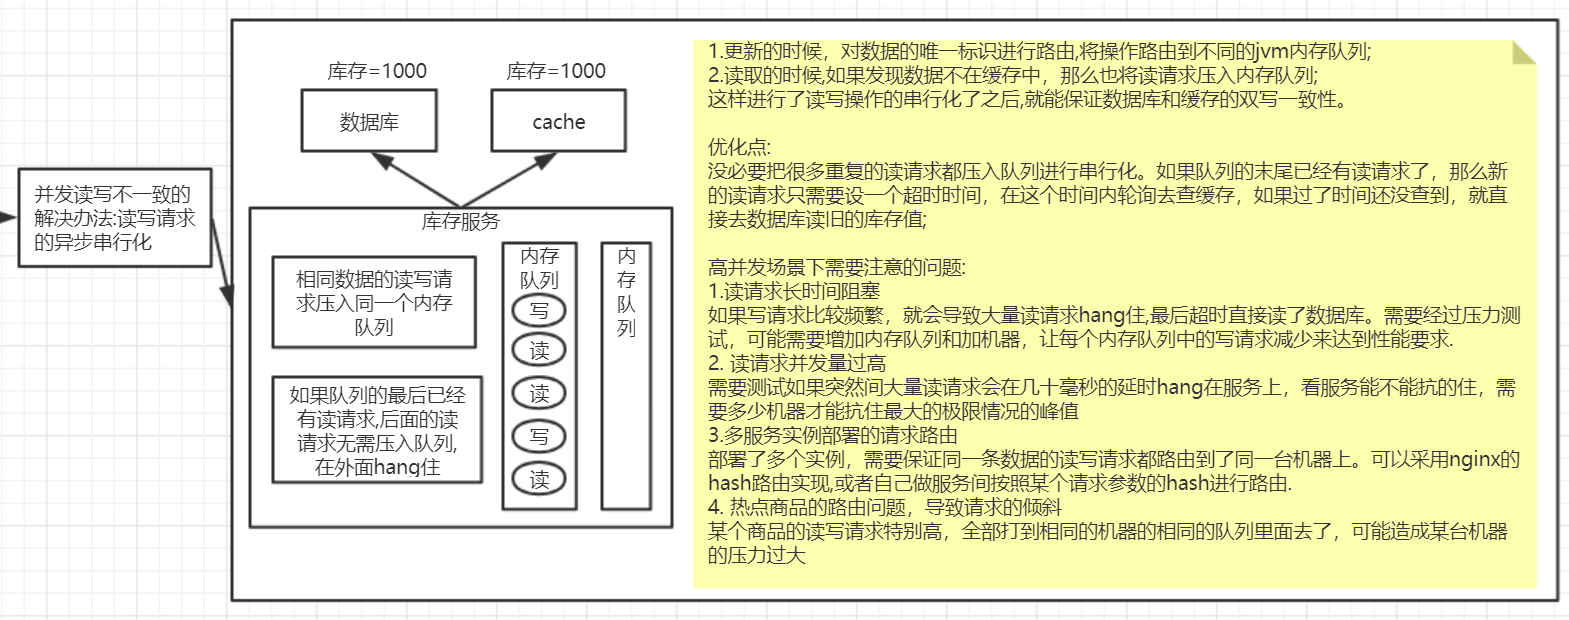 并发读写不一致的
解决办法:读写请求
的异步串行化
库存=1000
库存=1000
数据库
cache
库存服务
相同数据的读写请
求压入同一个内存
队列
如果队列的最后已经
有读请求,后面的读
请求无需压入队列,
在外面hang住
内存
队列
写
读
读
写
读
内
存
队
列
1.更新的时候，对数据的唯一标识进行路由,将操作路由到不同的jvm内存队列;
2.读取的时候,如果发现数据不在缓存中，那么也将读请求压入内存队列;
这样进行了读写操作的串行化了之后,就能保证数据库和缓存的双写一致性。
优化点:
没必要把很多重复的读请求都压入队列进行串行化。如果队列的末尾已经有读请求了，那么新
的读请求只需要设一个超时时间，在这个时间内轮询去查缓存，如果过了时间还没查到，就直
接去数据库读旧的库存值;
高并发场景下需要注意的问题:
1.读请求长时间阻塞
如果写请求比较频繁，就会导致大量读请求hang住,最后超时直接读了数据库。需要经过压力测
试，可能需要增加内存队列和加机器，让每个内存队列中的写请求减少来达到性能要求.
2. 读请求并发量过高
需要测试如果突然间大量读请求会在几十毫秒的延时hang在服务上，看服务能不能抗的住，需
要多少机器才能抗住最大的极限情况的峰值
3.多服务实例部署的请求路由
部署了多个实例，需要保证同一条数据的读写请求都路由到了同一台机器上。可以采用nginx的
hash路由实现,或者自己做服务间按照某个请求参数的hash进行路由.
4. 热点商品的路由问题，导致请求的倾斜
某个商品的读写请求特别高，全部打到相同的机器的相同的队列里面去了，可能造成某台机器
的压力过大